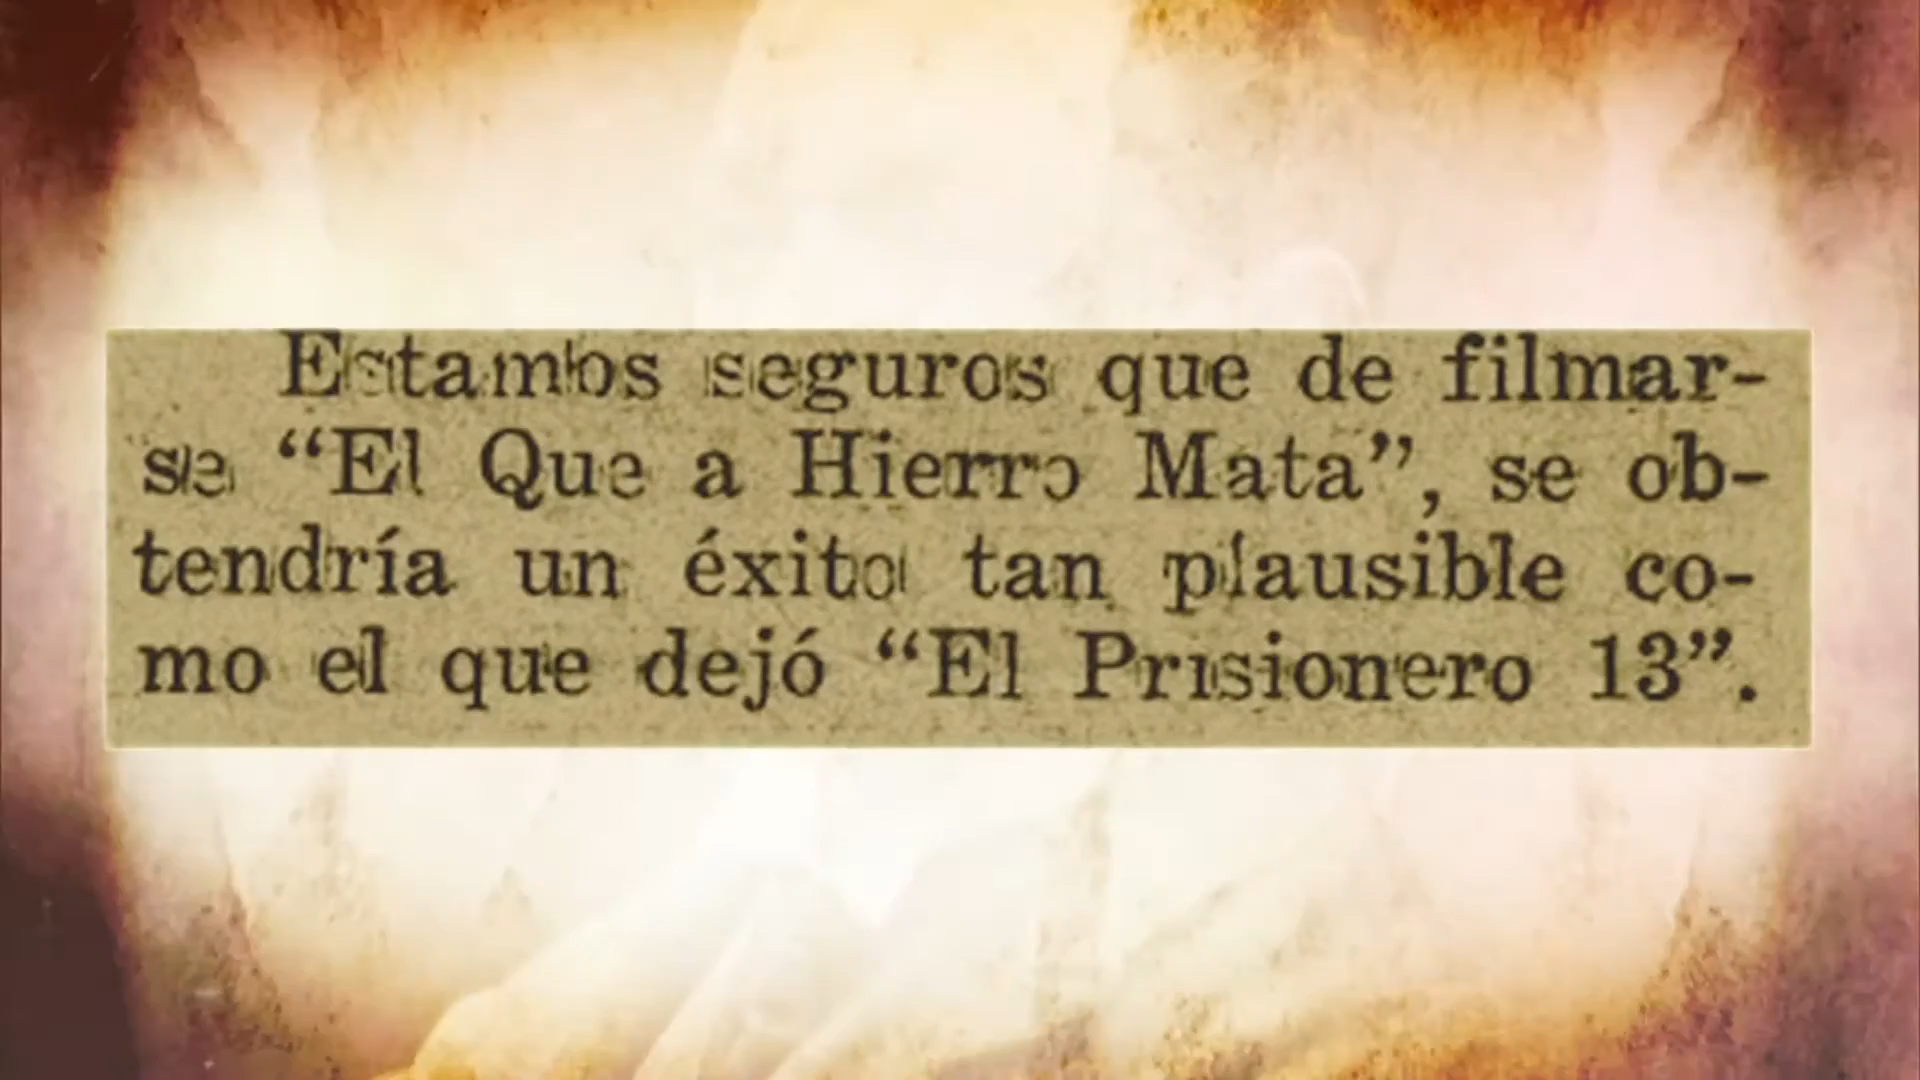 Estamos seguros que de filmar-
se “El Que a Hierro Mata”, se ob-
tendría un éxito tan plausible co-
mo el que dejó “El Prisionero 13”.